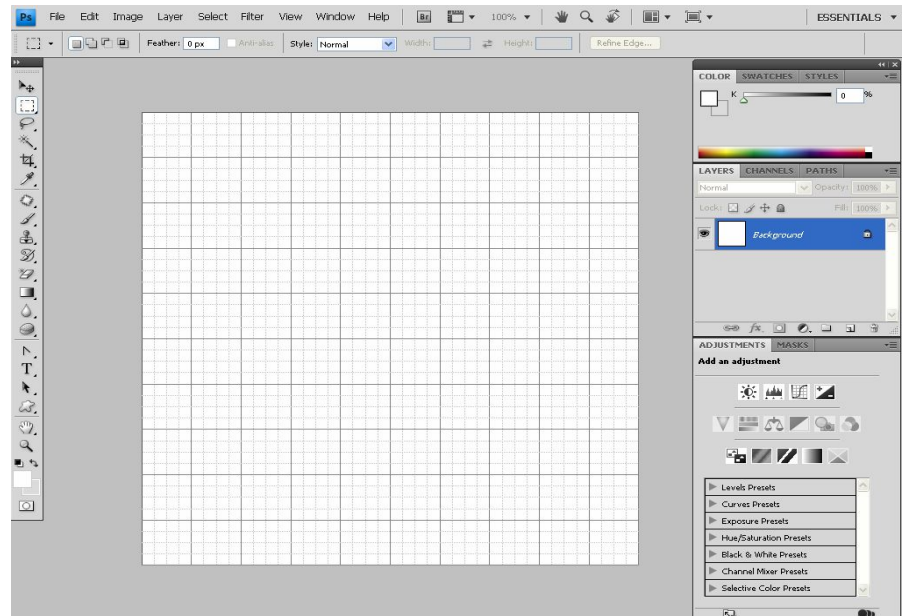 Ps File Edit Image Layer Select Filter View Window Help Br 100% ESSENTIALS
Feather: 0 px Anti-alias Style: Normal Width: Height: Refine Edge...
COLOR SWATCHES STYLES
K 0 %
LAYERS CHANNELS PATHS
Normal Opacity: 100%
Lock: Fill: 100%
Background
fx.
ADJUSTMENTS MASKS
Add an adjustment
Levels Presets
Curves Presets
Exposure Presets
Hue/Saturation Presets
Black & White Presets
Channel Mixer Presets
Selective Color Presets
T